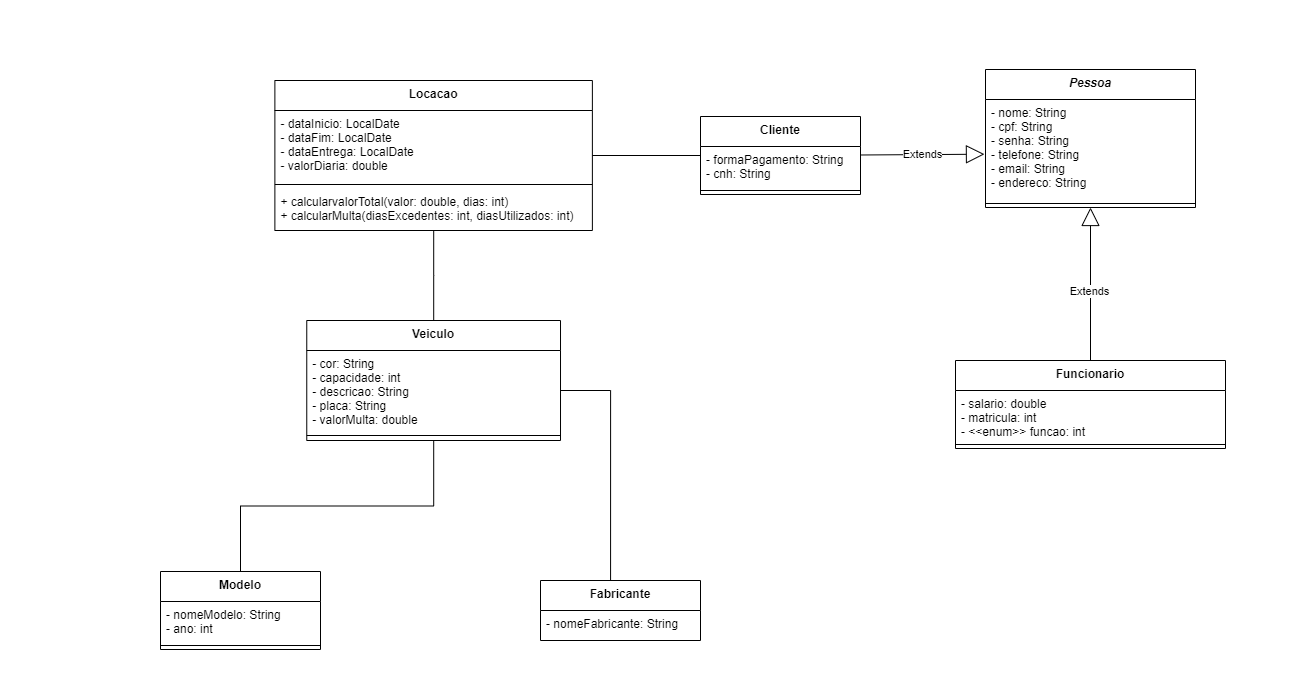 Locacao
- dataInicio: LocalDate
- dataFim: LocalDate
- dataEntrega: LocalDate
- valorDiaria: double
+ calcularvalorTotal(valor: double, dias: int)
+ calcularMulta(diasExcedentes: int, diasUtilizados: int)
Cliente
- formaPagamento: String
- cnh: String
Extends
Pessoa
- nome: String
- cpf: String
- senha: String
- telefone: String
- email: String
- endereco: String
Extends
Veiculo
- cor: String
- capacidade: int
- descricao: String
- placa: String
- valorMulta: double
Funcionario
- salario: double
- matricula: int
- <<enum>> funcao: int
Modelo
- nomeModelo: String
- ano: int
Fabricante
- nomeFabricante: String